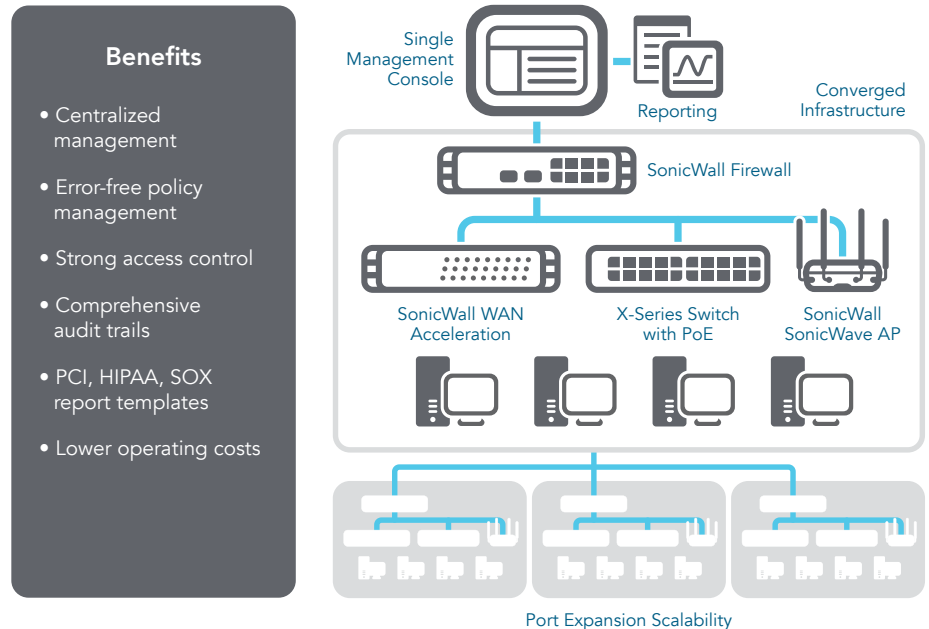 Benefits
• Centralized
management
• Error-free policy
management
• Strong access control
• Comprehensive
audit trails
• PCI, HIPAA, SOX
report templates
• Lower operating costs
Single
Management
Console
Reporting
Converged
Infrastructure
SonicWall Firewall
SonicWall WAN
Acceleration
X-Series Switch
with PoE
SonicWall
SonicWave AP
Port Expansion Scalability